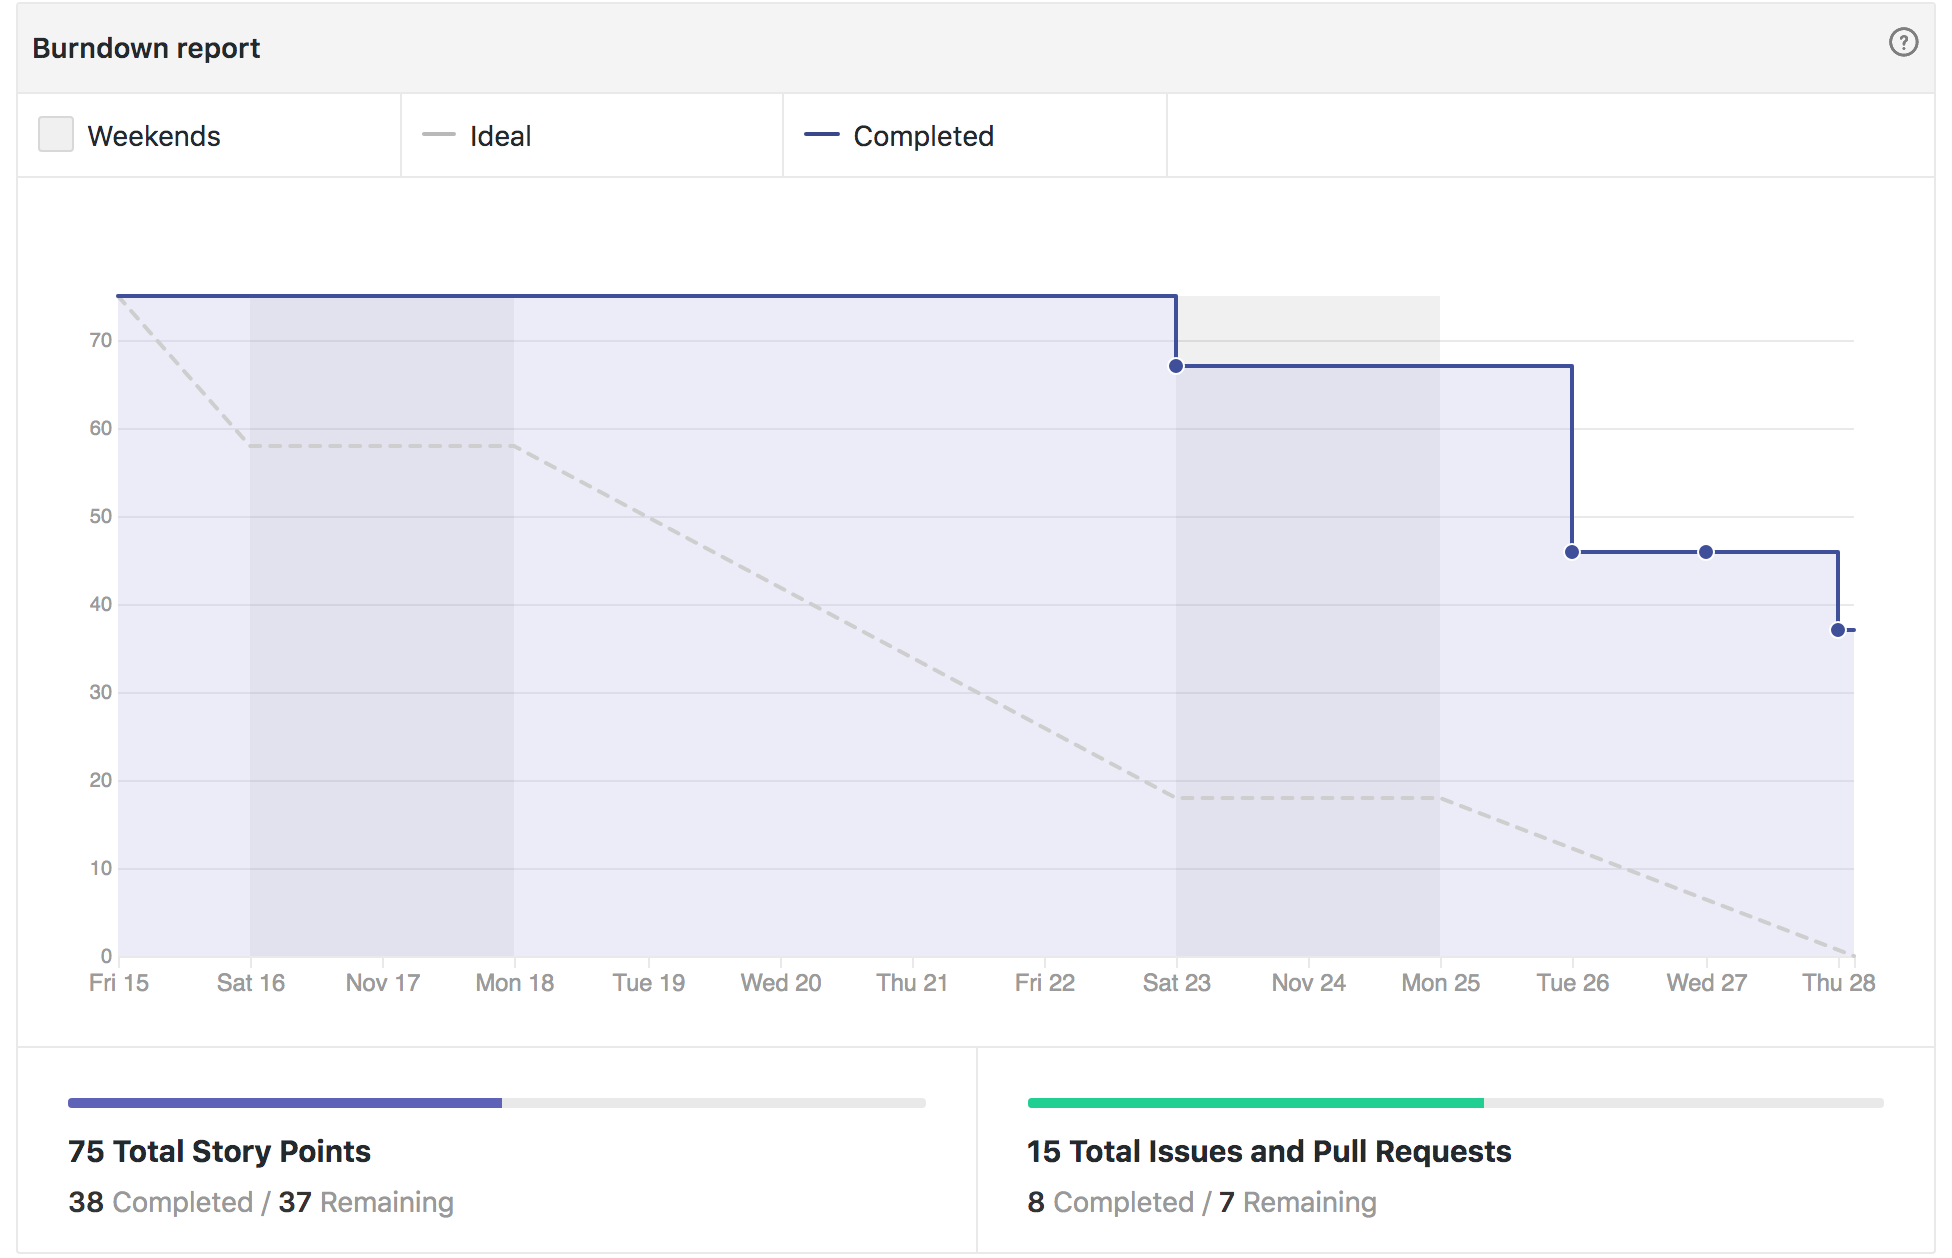 Burndown report
?
Weekends
Ideal
Completed
70
60
50
40
30
20
10
0
Fri 15 Sat 16 Nov 17 Mon 18 Tue 19 Wed 20 Thu 21 Fri 22 Sat 23 Nov 24 Mon 25 Tue 26 Wed 27 Thu 28
75 Total Story Points
38 Completed / 37 Remaining
15 Total Issues and Pull Requests
8 Completed / 7 Remaining